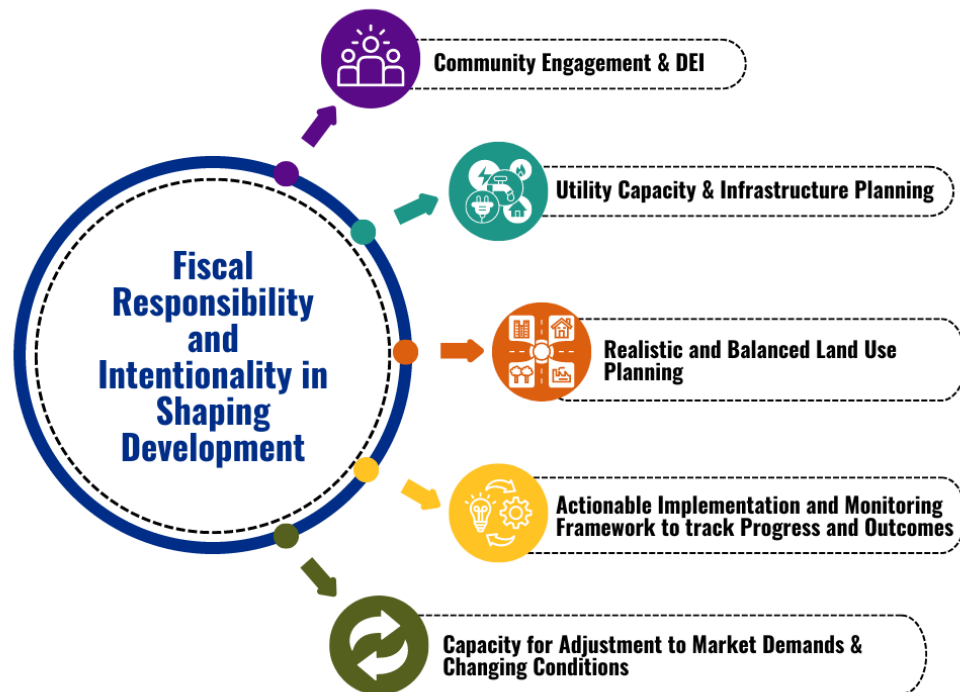 Community Engagement & DEI
Utility Capacity & Infrastructure Planning
Fiscal
Responsibility
and
Intentionality in
Shaping
Development
Realistic and Balanced Land Use
Planning
Actionable Implementation and Monitoring
Framework to track Progress and Outcomes
Capacity for Adjustment to Market Demands &
Changing Conditions